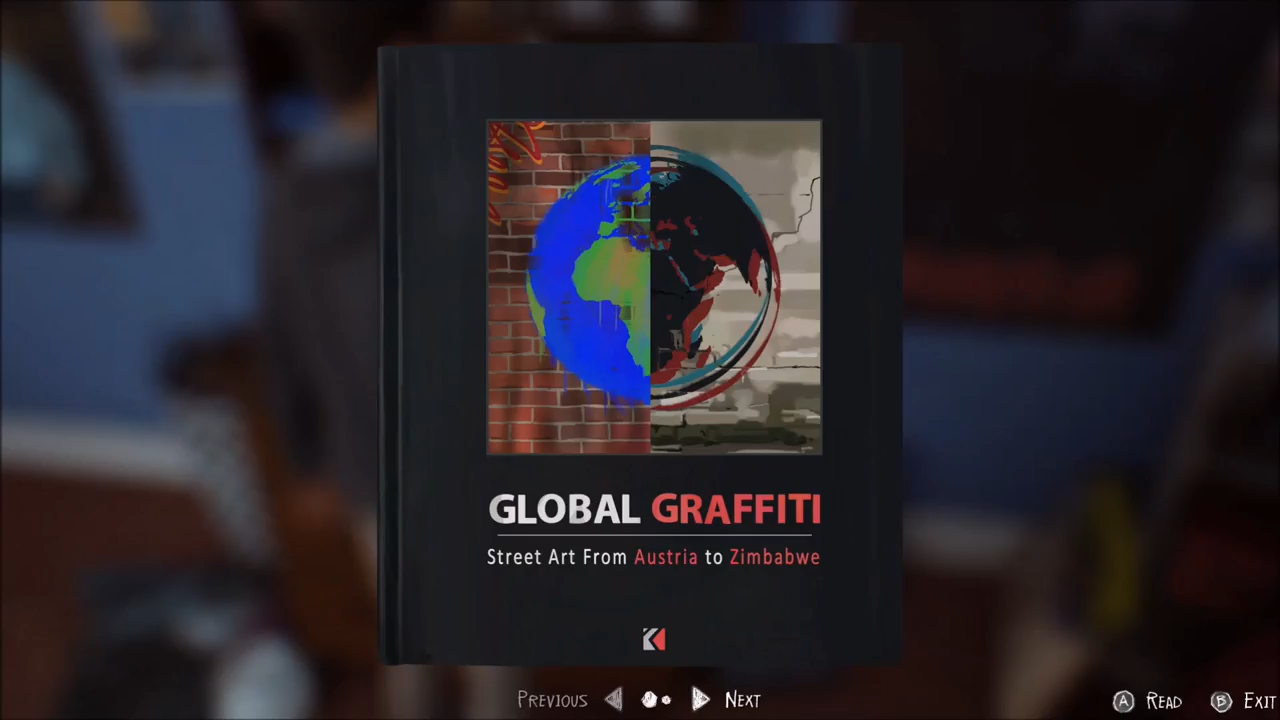 GLOBAL GRAFFITI
Street Art From Austria to Zimbabwe
K
PREVIOUS NEXT
A READ B EXIT